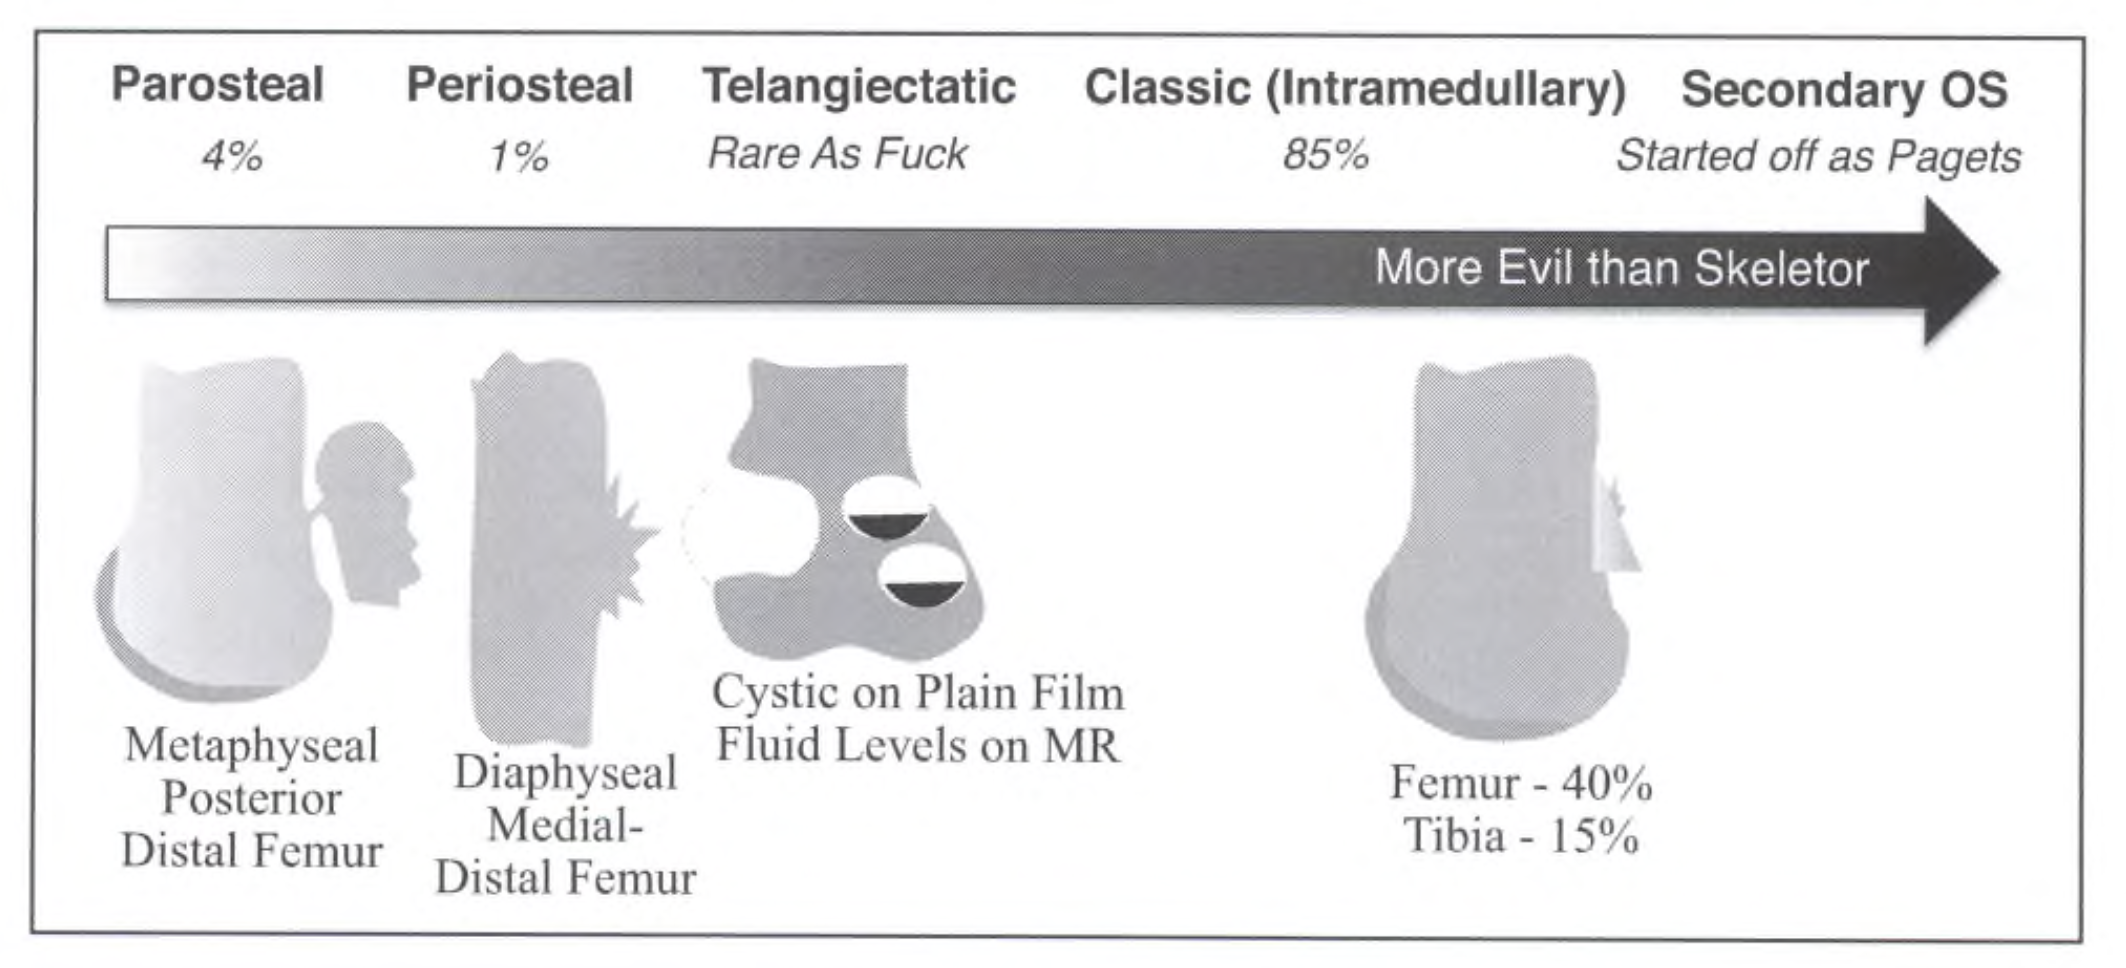 Parosteal
4%
Periosteal
1%
Telangiectatic
Rare As Fuck
Classic (Intramedullary)
85%
Secondary OS
Started off as Pagets
More Evil than Skeletor
Metaphyseal
Posterior
Distal Femur
Diaphyseal
Medial-
Distal Femur
Cystic on Plain Film
Fluid Levels on MR
Femur - 40%
Tibia - 15%